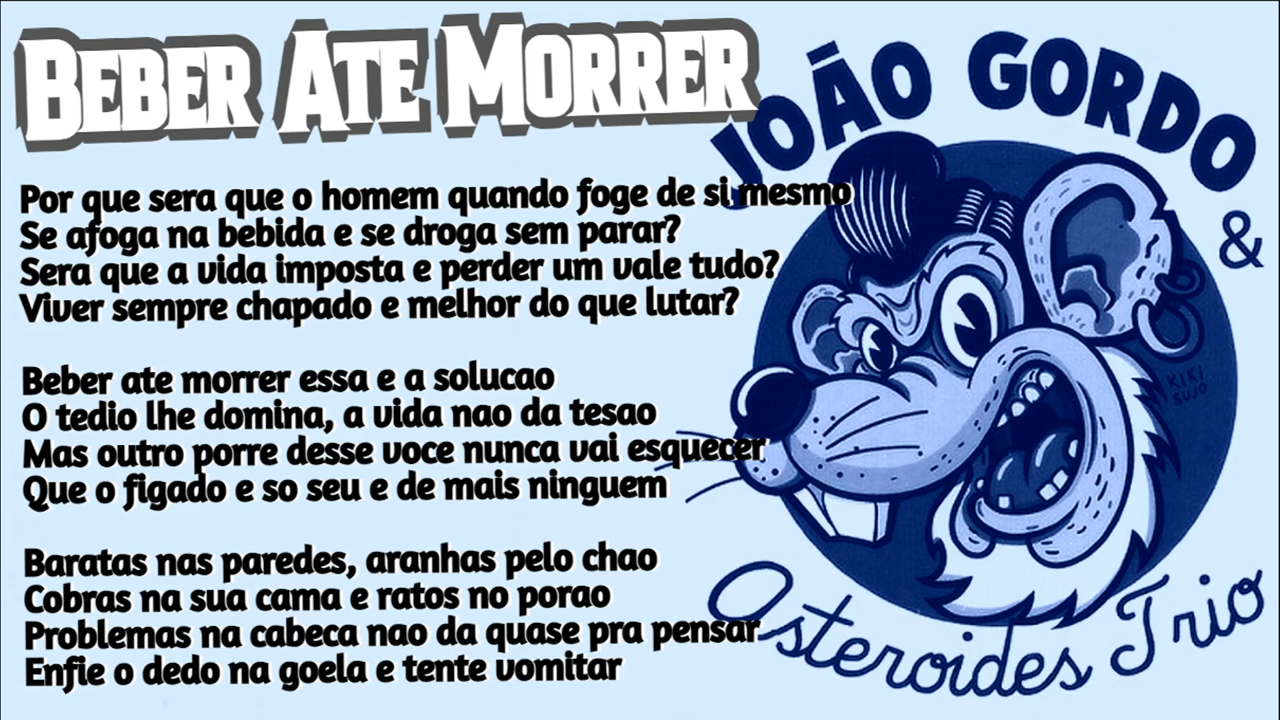 BEBER ATE MORRER
Por que sera que o homem quando foge de si mesmo
Se afoga na bebida e se droga sem parar?
Sera que a vida imposta e perder um vale tudo?
Viver sempre chapado e melhor do que lutar?
Beber ate morrer essa e a solucao
O tedio lhe domina, a vida nao da tesao
Mas outro porre desse voce nunca vai esquecer
Que o figado e so seu e de mais ninguem
Baratas nas paredes, aranhas pelo chao
Cobras na sua cama e ratos no porao
Problemas na cabeca nao da quase pra pensar
Enfie o dedo na goela e tente vomitar
JOÃO GORDO
&
KIKI
SUJO
Asteroides Trio